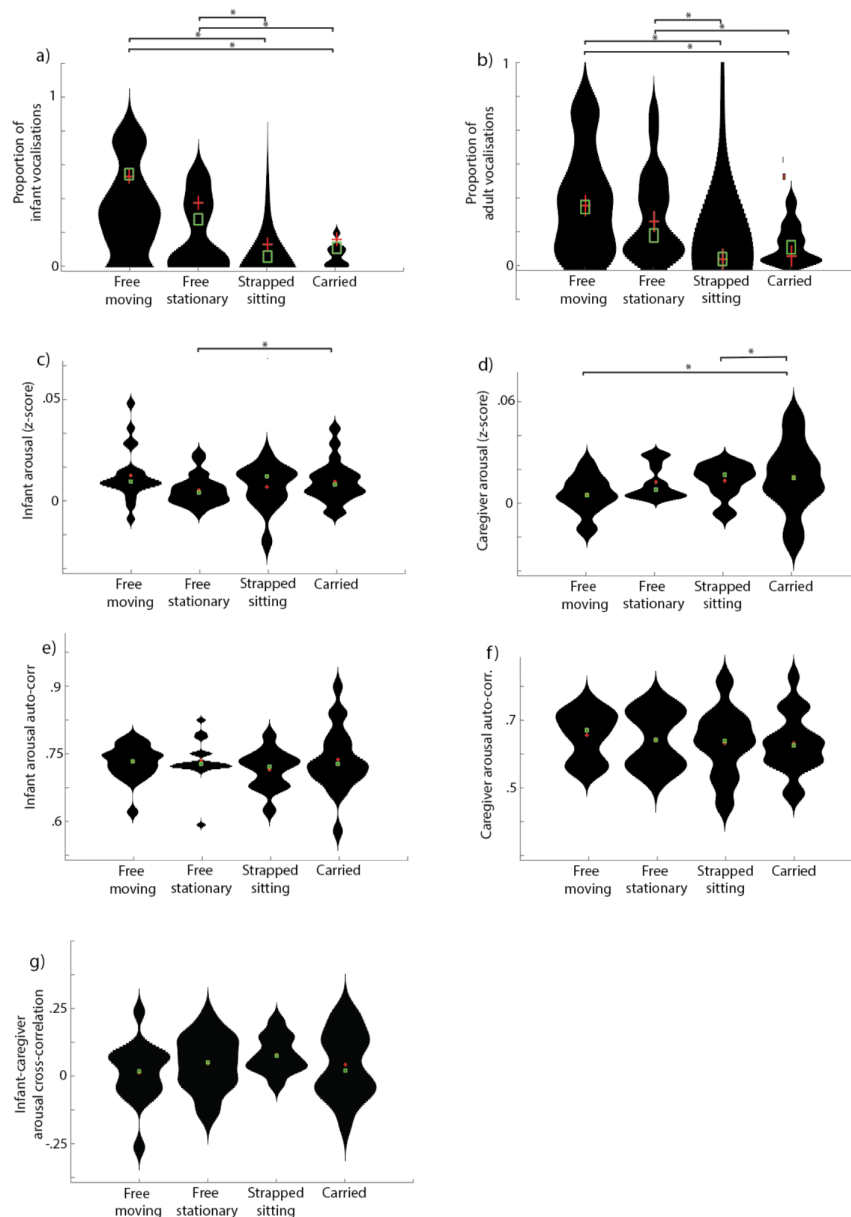 *
*
*
*
a)
1
0
Proportion of
infant vocalisations
Free
moving
Free
stationary
Strapped
sitting
Carried
*
*
*
*
b)
1
0
Proportion of
adult vocalisations
Free
moving
Free
stationary
Strapped
sitting
Carried
*
c)
.05
0
Infant arousal (z-score)
Free
moving
Free
stationary
Strapped
sitting
Carried
*
*
d)
.06
0
Caregiver arousal (z-score)
Free
moving
Free
stationary
Strapped
sitting
Carried
e)
.9
.75
.6
Infant arousal auto-corr
Free
moving
Free
stationary
Strapped
sitting
Carried
f)
.7
.5
Caregiver arousal auto-corr.
Free
moving
Free
stationary
Strapped
sitting
Carried
g)
.25
0
-.25
Infant-caregiver
arousal cross-correlation
Free
moving
Free
stationary
Strapped
sitting
Carried